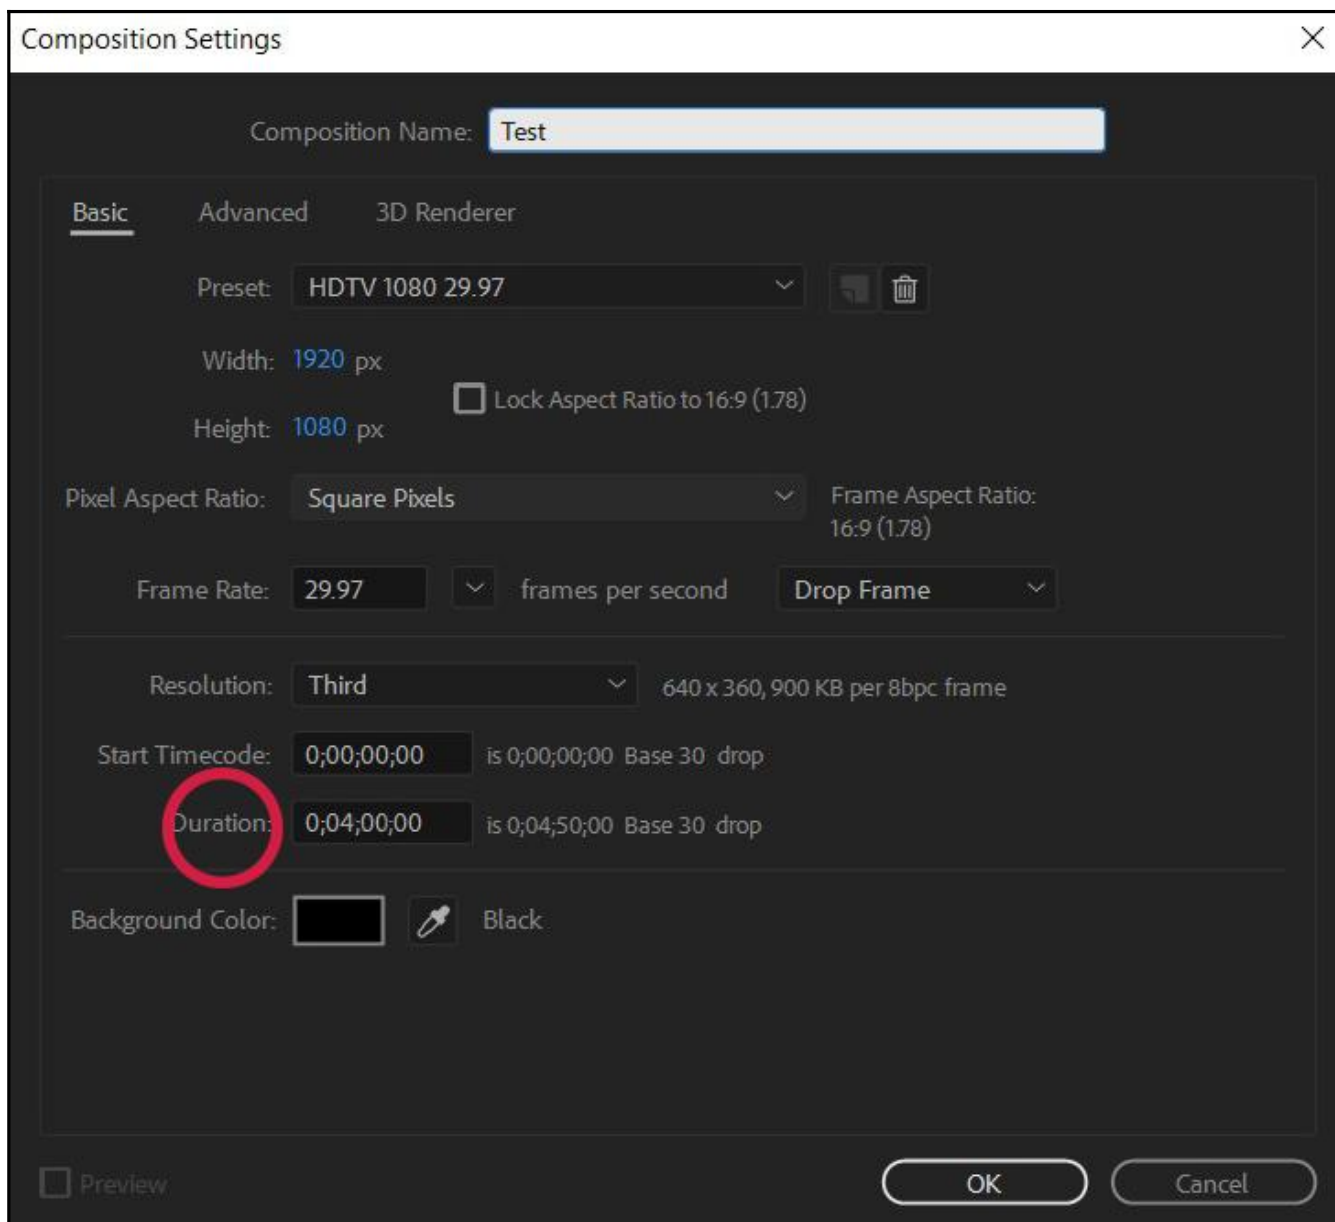 Composition Settings
Composition Name: Test
Basic Advanced 3D Renderer
Preset: HDTV 1080 29.97
Width: 1920 px
Lock Aspect Ratio to 16:9 (1.78)
Height: 1080 px
Pixel Aspect Ratio: Square Pixels Frame Aspect Ratio:
16:9 (1.78)
Frame Rate: 29.97 frames per second Drop Frame
Resolution: Third 640 x 360, 900 KB per 8bpc frame
Start Timecode: 0;00;00;00 is 0;00;00;00 Base 30 drop
Duration: 0;04;00;00 is 0;04;50;00 Base 30 drop
Background Color: Black
Preview OK Cancel